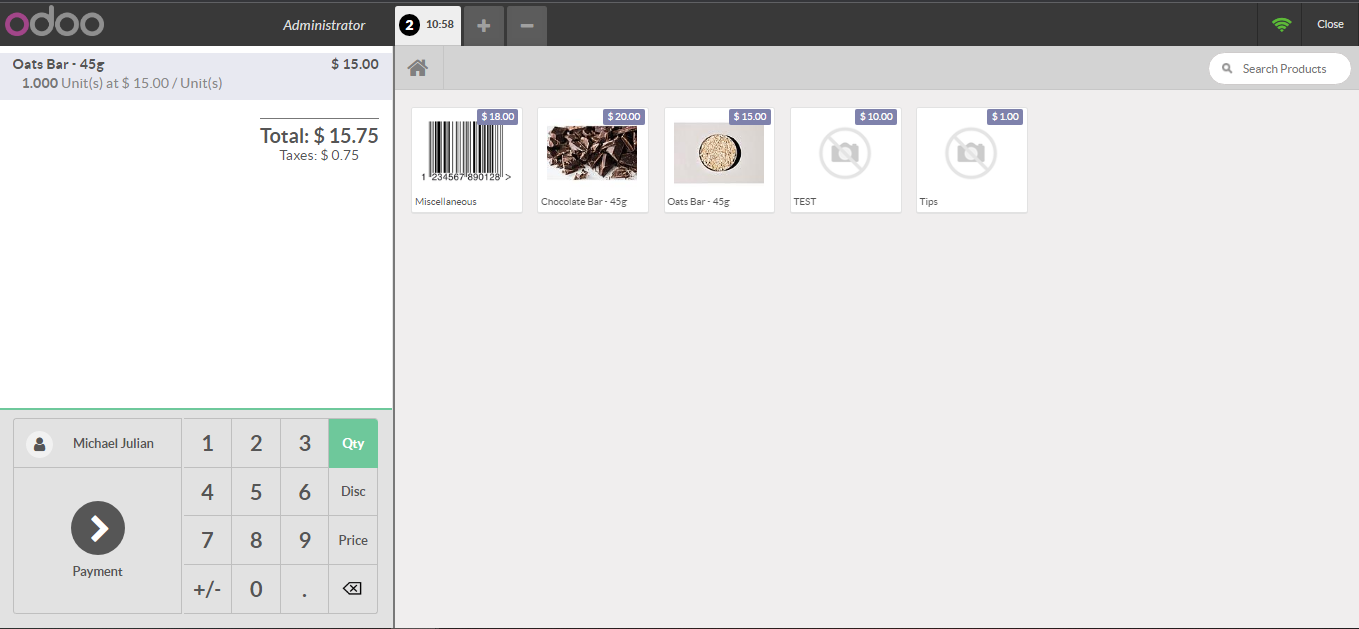 odoo
Administrator
2 10:58
+
−
Close
Oats Bar - 45g $ 15.00
1.000 Unit(s) at $ 15.00 / Unit(s)
Total: $ 15.75
Taxes: $ 0.75
Search Products
$ 18.00
1 234567 890128 >
Miscellaneous
$ 20.00
Chocolate Bar - 45g
$ 15.00
Oats Bar - 45g
$ 10.00
TEST
$ 1.00
Tips
Michael Julian
Payment
1 2 3 Qty
4 5 6 Disc
7 8 9 Price
+/- 0 .